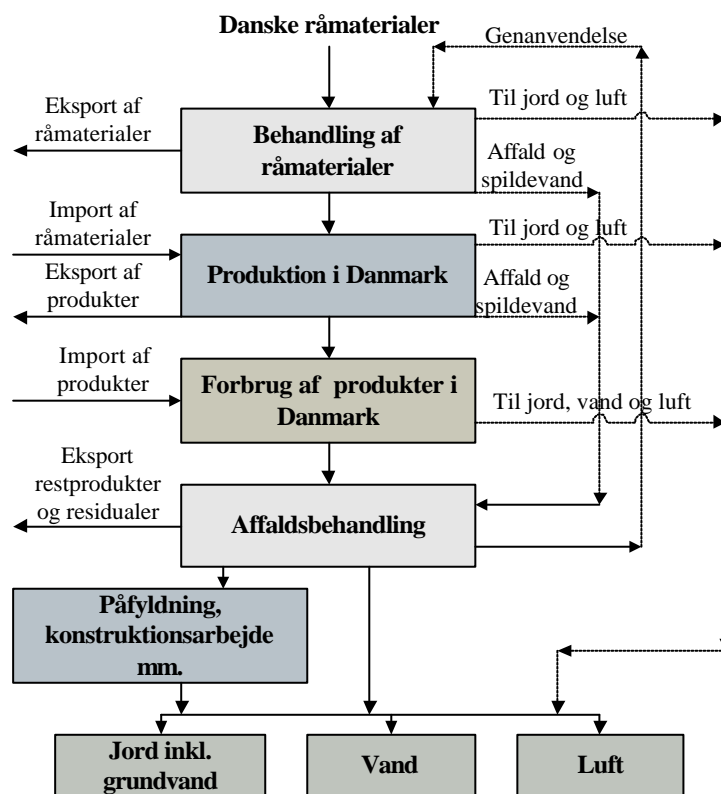 Danske råmaterialer
Genanvendelse
Eksport af
råmaterialer
Behandling af
råmaterialer
Til jord og luft
Affald og
spildevand
Import af
råmaterialer
Eksport af
produkter
Produktion i Danmark
Til jord og luft
Affald og
spildevand
Import af
produkter
Forbrug af produkter i
Danmark
Til jord, vand og luft
Eksport
restprodukter
og residualer
Affaldsbehandling
Påfyldning,
konstruktionsarbejde
mm.
Jord inkl.
grundvand
Vand
Luft